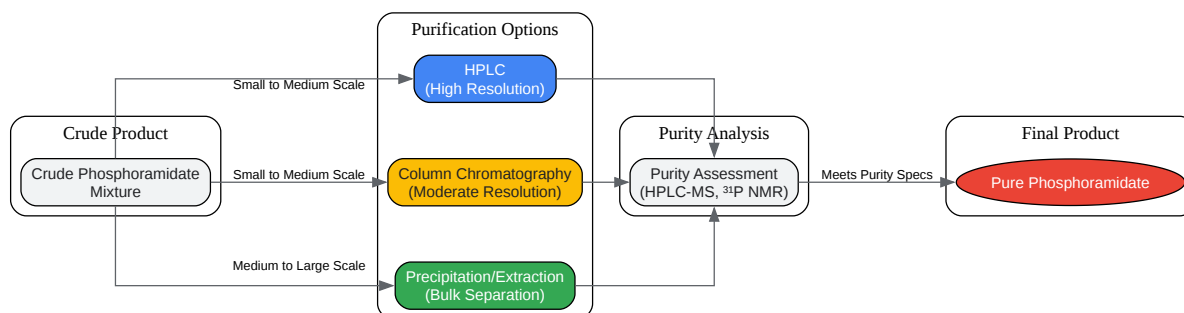 Purification Options
HPLC
(High Resolution)
Small to Medium Scale
Crude Product
Purity Analysis
Final Product
Crude Phosphoramidate
Mixture
Small to Medium Scale
Column Chromatography
(Moderate Resolution)
Purity Assessment
(HPLC-MS, ³¹P NMR)
Meets Purity Specs
Pure Phosphoramidate
Medium to Large Scale
Precipitation/Extraction
(Bulk Separation)